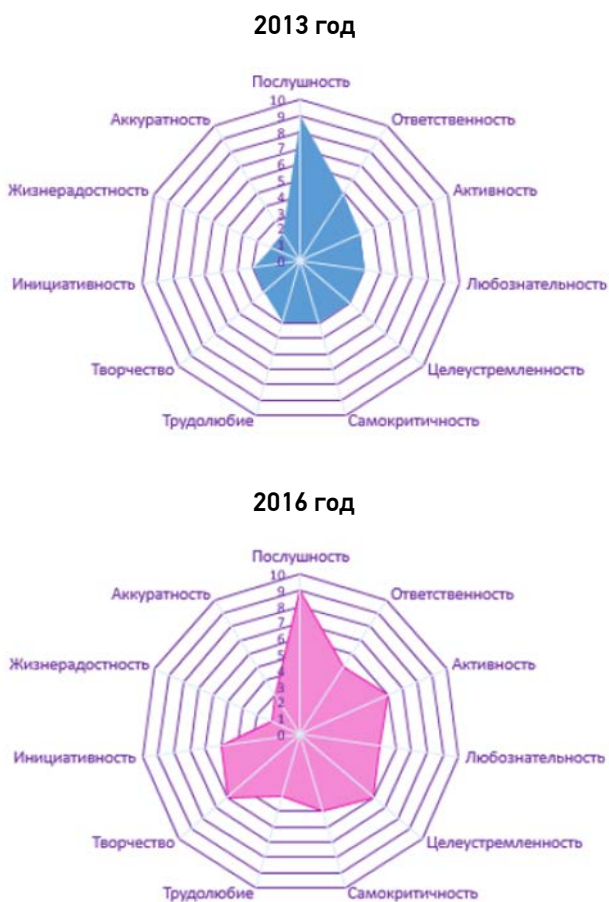 2013 год
Послушность
Ответственность
Активность
Любознательность
Целеустремленность
Самокритичность
Трудолюбие
Творчество
Инициативность
Жизнерадостность
Аккуратность
10
9
8
7
6
5
4
3
2
1
0
2016 год
Послушность
Ответственность
Активность
Любознательность
Целеустремленность
Самокритичность
Трудолюбие
Творчество
Инициативность
Жизнерадостность
Аккуратность
10
9
8
7
6
5
4
3
2
1
0